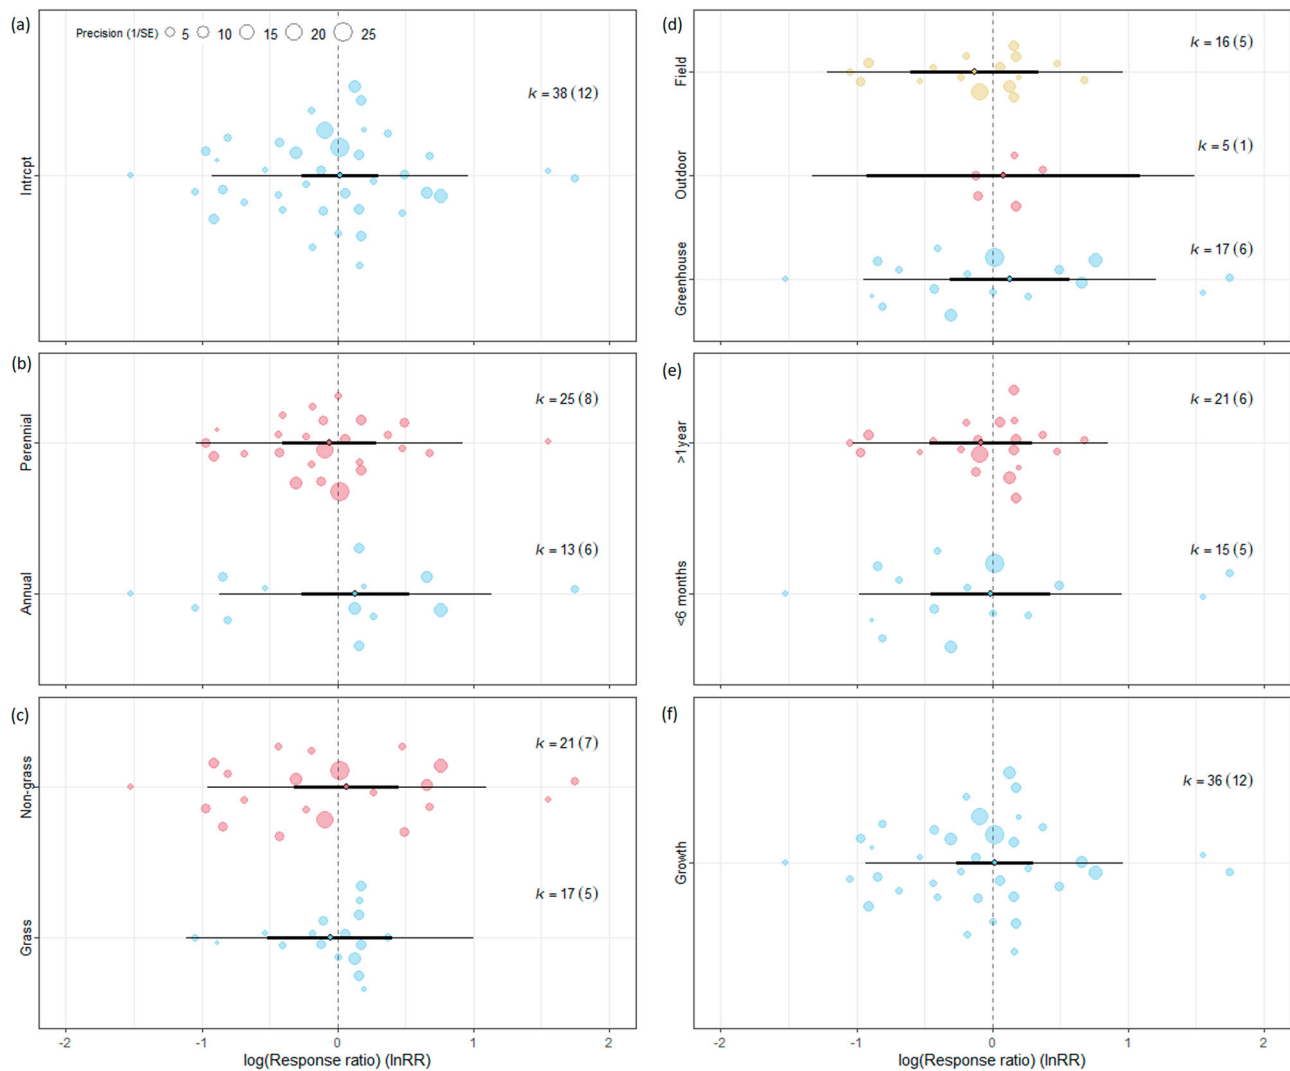 (a)
Precision (1/SE) 5 10 15 20 25
k = 38 (12)
Intrcpt
(b)
k = 25 (8)
Perennial
k = 13 (6)
Annual
(c)
k = 21 (7)
Non-grass
k = 17 (5)
Grass
-2 -1 0 1 2
log(Response ratio) (lnRR)
(d)
k = 16 (5)
Field
k = 5 (1)
Outdoor
k = 17 (6)
Greenhouse
(e)
k = 21 (6)
>1 year
k = 15 (5)
<6 months
(f)
k = 36 (12)
Growth
-2 -1 0 1 2
log(Response ratio) (lnRR)